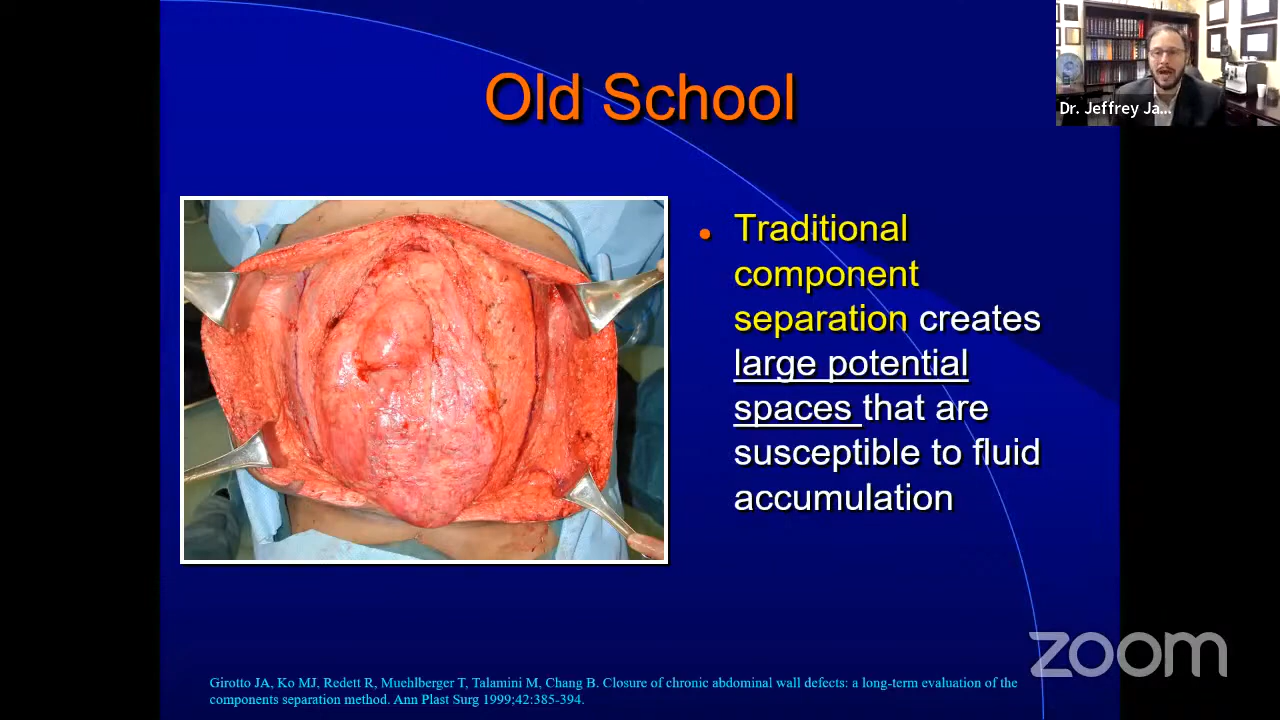 Old School
Dr. Jeffrey Ja...
• Traditional
component
separation creates
large potential
spaces that are
susceptible to fluid
accumulation
zoom
Girotto JA, Ko MJ, Redett R, Muehlberger T, Talamini M, Chang B. Closure of chronic abdominal wall defects: a long-term evaluation of the
components separation method. Ann Plast Surg 1999;42:385-394.